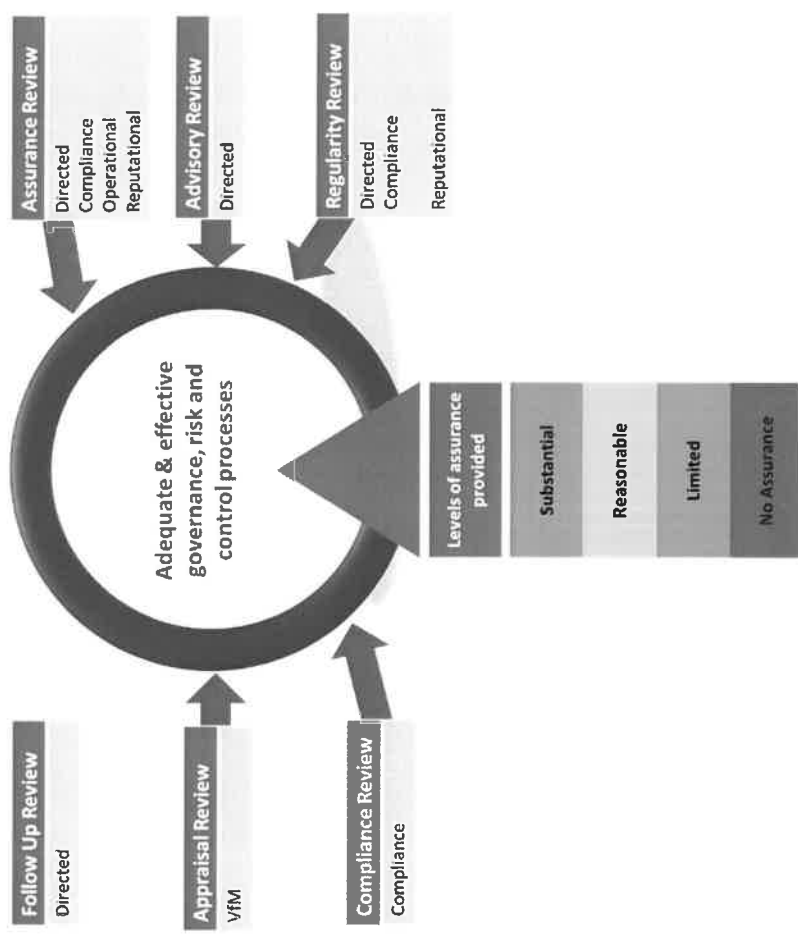 Follow Up Review
Directed
Appraisal Review
VfM
Compliance Review
Compliance
Adequate & effective
governance, risk and
control processes
Assurance Review
Directed
Compliance
Operational
Reputational
Advisory Review
Directed
Regularity Review
Directed
Compliance
Reputational
Levels of assurance
provided
Substantial
Reasonable
Limited
No Assurance